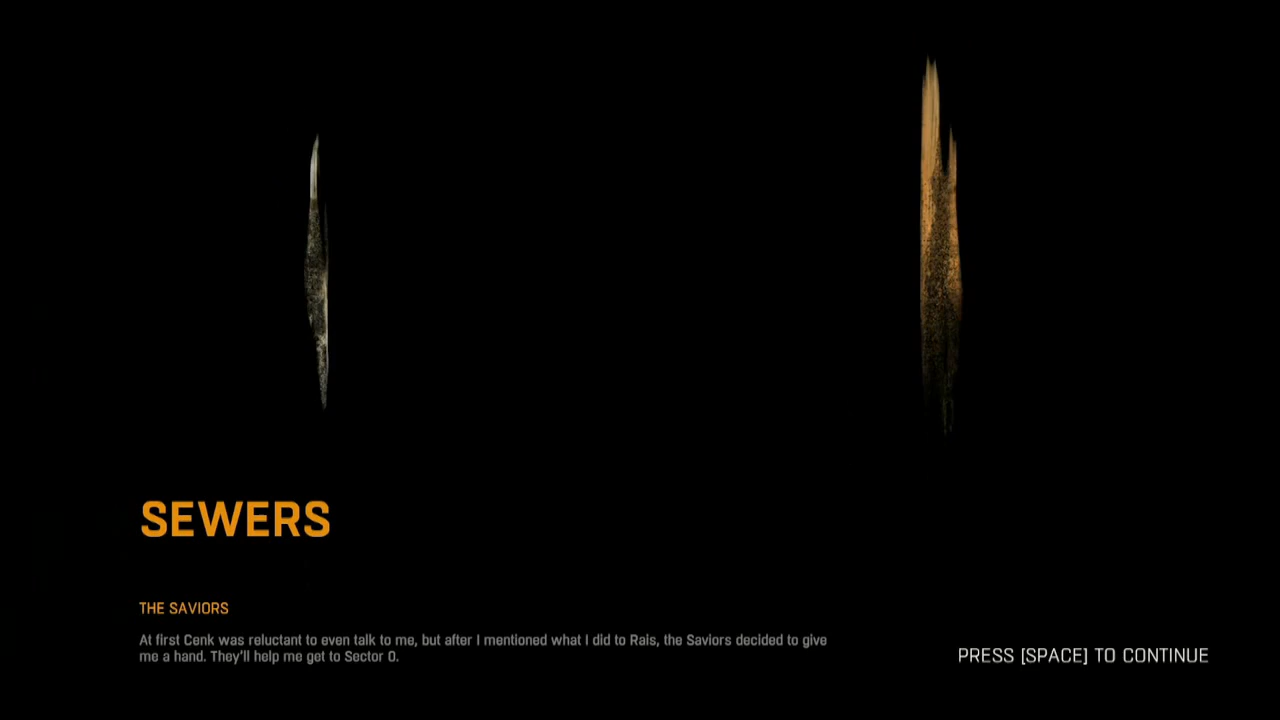 SEWERS
THE SAVIORS
At first Cenk was reluctant to even talk to me, but after I mentioned what I did to Rais, the Saviors decided to give
me a hand. They'll help me get to Sector 0.
PRESS [SPACE] TO CONTINUE